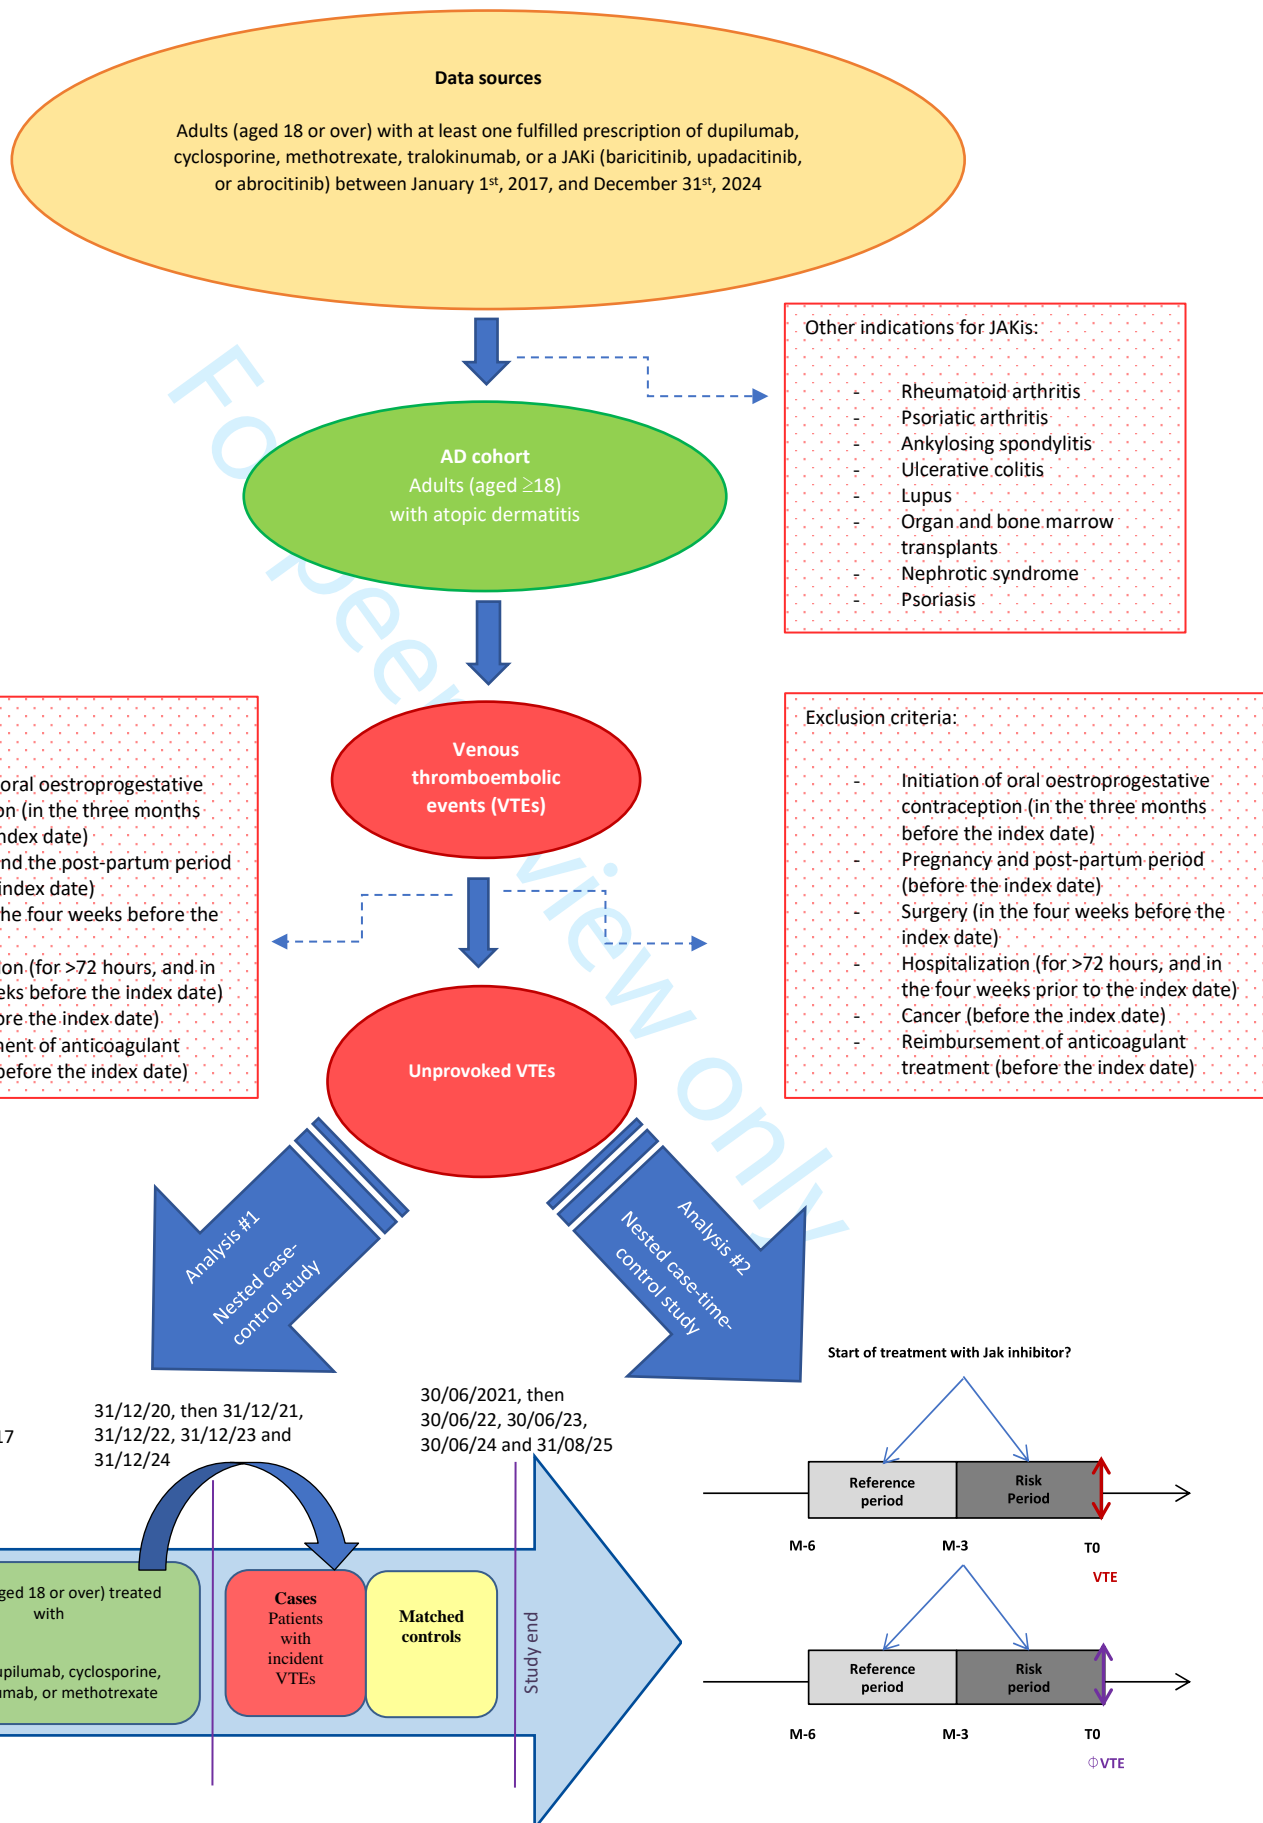 Data sources
Adults (aged 18 or over) with at least one fulfilled prescription of dupilumab,
cyclosporine, methotrexate, tralokinumab, or a JAKi (baricitinib, upadacitinib,
or abrocitinib) between January 1st, 2017, and December 31st, 2024
Other indications for JAKis:
- Rheumatoid arthritis
- Psoriatic arthritis
- Ankylosing spondylitis
- Ulcerative colitis
- Lupus
- Organ and bone marrow
transplants
- Nephrotic syndrome
- Psoriasis
AD cohort
Adults (aged ≥18)
with atopic dermatitis
Venous
thromboembolic
events (VTEs)
oral oestroprogestative
on (in the three months
ndex date)
nd the post-partum period
index date)
he four weeks before the
ion (for >72 hours, and in
eks before the index date)
ore the index date)
ment of anticoagulant
before the index date)
Exclusion criteria:
- Initiation of oral oestroprogestative
contraception (in the three months
before the index date)
- Pregnancy and post-partum period
(before the index date)
- Surgery (in the four weeks before the
index date)
- Hospitalization (for >72 hours, and in
the four weeks prior to the index date)
- Cancer (before the index date)
- Reimbursement of anticoagulant
treatment (before the index date)
Unprovoked VTEs
Analysis #1
Nested case-
control study
Analysis #2
Nested case-time-
control study
17
31/12/20, then 31/12/21,
31/12/22, 31/12/23 and
31/12/24
30/06/2021, then
30/06/22, 30/06/23,
30/06/24 and 31/08/25
ged 18 or over) treated
with
upilumab, cyclosporine,
umab, or methotrexate
Cases
Patients
with
incident
VTEs
Matched
controls
Study end
Start of treatment with Jak inhibitor?
Reference
period
Risk
Period
M-6 M-3 T0
VTE
Reference
period
Risk
period
M-6 M-3 T0
ΦVTE
For peer view only